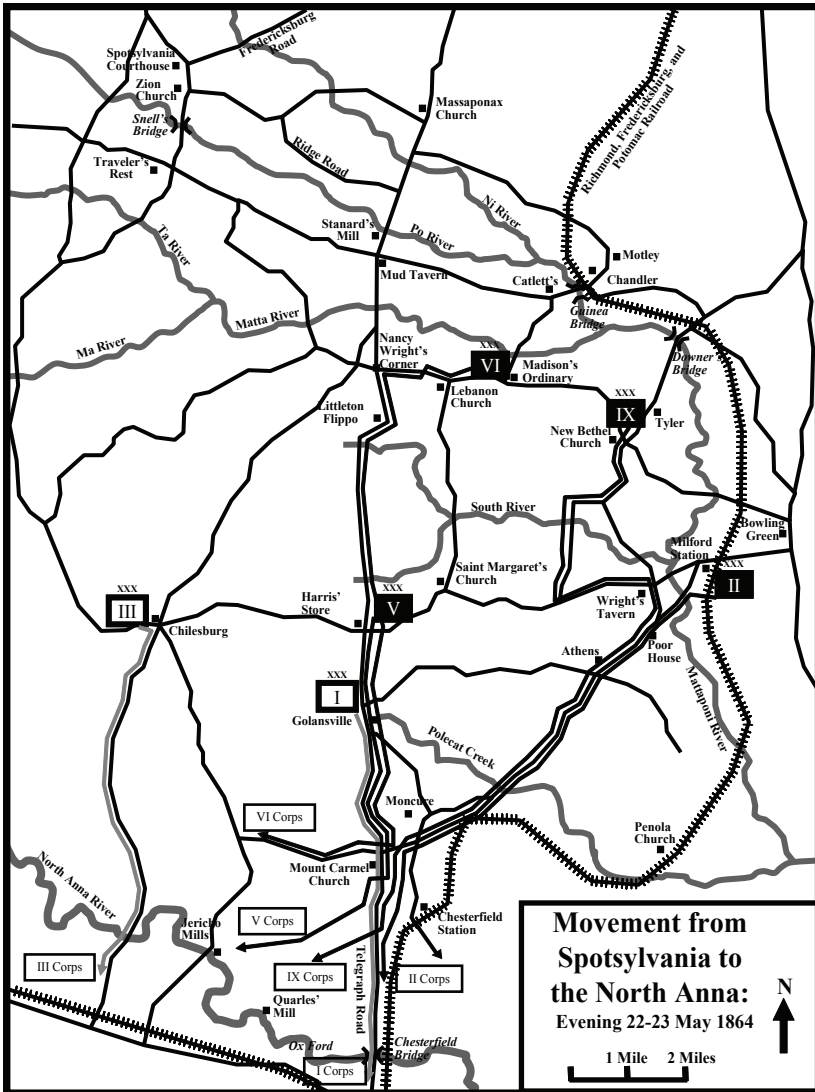 Fredericksburg
Road
Spotsylvania
Courthouse
Zion
Church
Snell's
Bridge
Massaponax
Church
Richmond, Fredericksburg, and
Potomac Railroad
Traveler's
Rest
Ridge Road
Ni River
Ta River
Stanard's
Mill
Po River
Motley
Mud Tavern
Catlett's
Chandler
Guinea
Bridge
Matta River
Ma River
Nancy
Wright's
Corner
XXX
VI
Madison's
Ordinary
Downer's
Bridge
Lebanon
Church
XXX
IX
Littleton
Flippo
Tyler
New Bethel
Church
South River
Bowling
Green
Milford
Station
XXX
II
Saint Margaret's
Church
XXX
III
Chilesburg
Harris'
Store
XXX
V
Wright's
Tavern
Poor
House
Athens
XXX
I
Golansville
Mattaponi River
Polecat Creek
VI Corps
Moncure
Penola
Church
Mount Carmel
Church
North Anna River
V Corps
Chesterfield
Station
Jericho
Mills
III Corps
IX Corps
Telegraph Road
II Corps
Quarles'
Mill
Ox Ford
Chesterfield
Bridge
I Corps
Movement from
Spotsylvania to
the North Anna:
Evening 22-23 May 1864
N
1 Mile 2 Miles